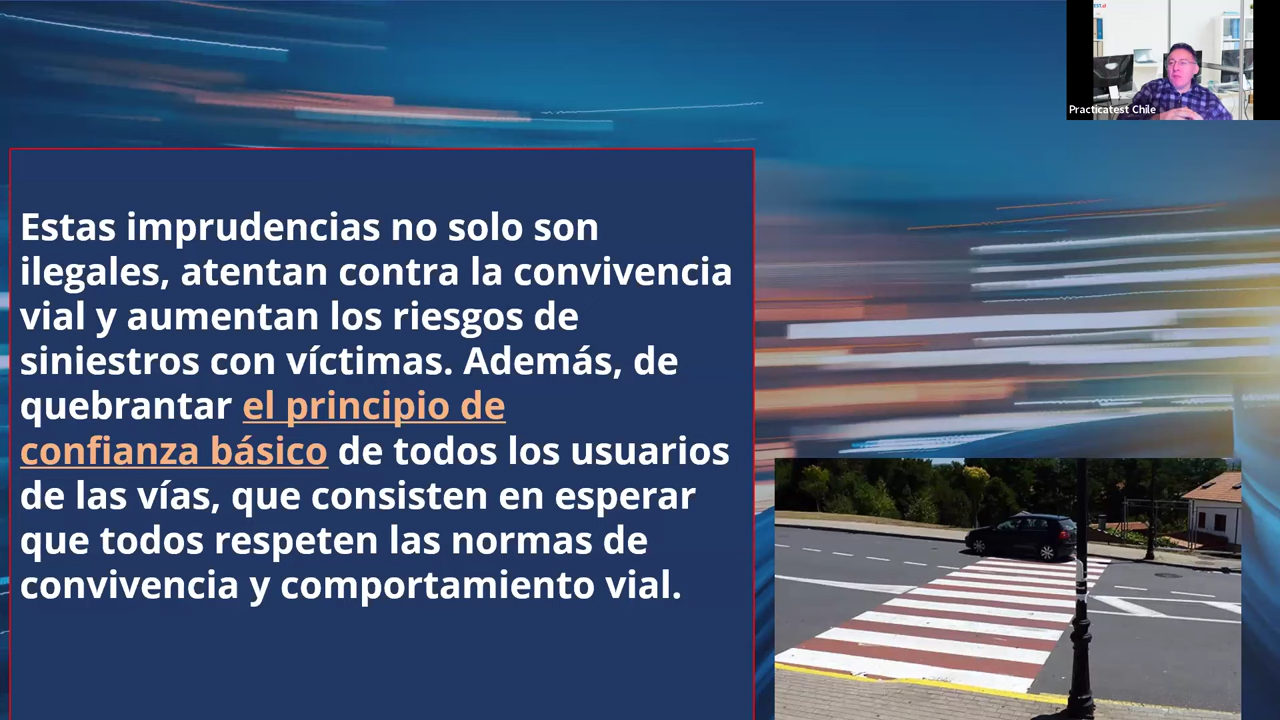 Practicatest Chile
Estas imprudencias no solo son
ilegales, atentan contra la convivencia
vial y aumentan los riesgos de
siniestros con víctimas. Además, de
quebrantar el principio de
confianza básico de todos los usuarios
de las vías, que consisten en esperar
que todos respeten las normas de
convivencia y comportamiento vial.